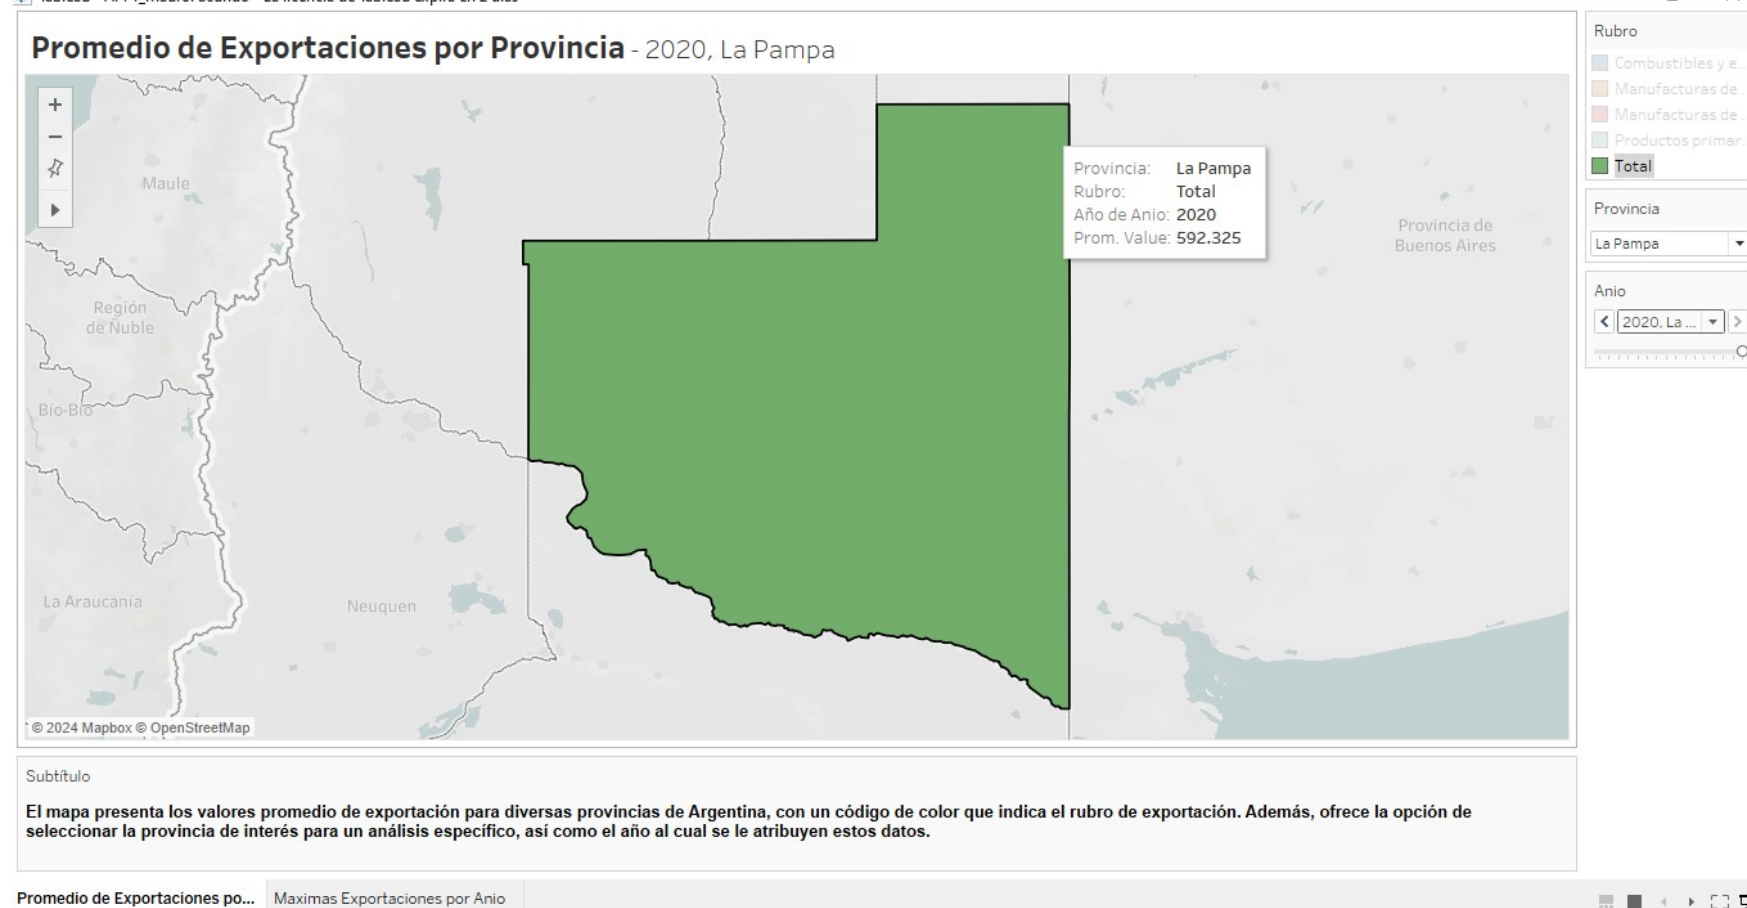 Promedio de Exportaciones por Provincia - 2020, La Pampa
Maule
Región
de Ñuble
Bío-Bío
La Araucanía
Neuquen
Provincia de
Buenos Aires
Provincia: La Pampa
Rubro: Total
Año de Anio: 2020
Prom. Value: 592.325
© 2024 Mapbox © OpenStreetMap
Rubro
Combustibles y e...
Manufacturas de ..
Manufacturas de ..
Productos primar..
Total
Provincia
La Pampa
Anio
2020, La ...
Subtítulo
El mapa presenta los valores promedio de exportación para diversas provincias de Argentina, con un código de color que indica el rubro de exportación. Además, ofrece la opción de
seleccionar la provincia de interés para un análisis específico, así como el año al cual se le atribuyen estos datos.
Promedio de Exportaciones po...
Maximas Exportaciones por Anio